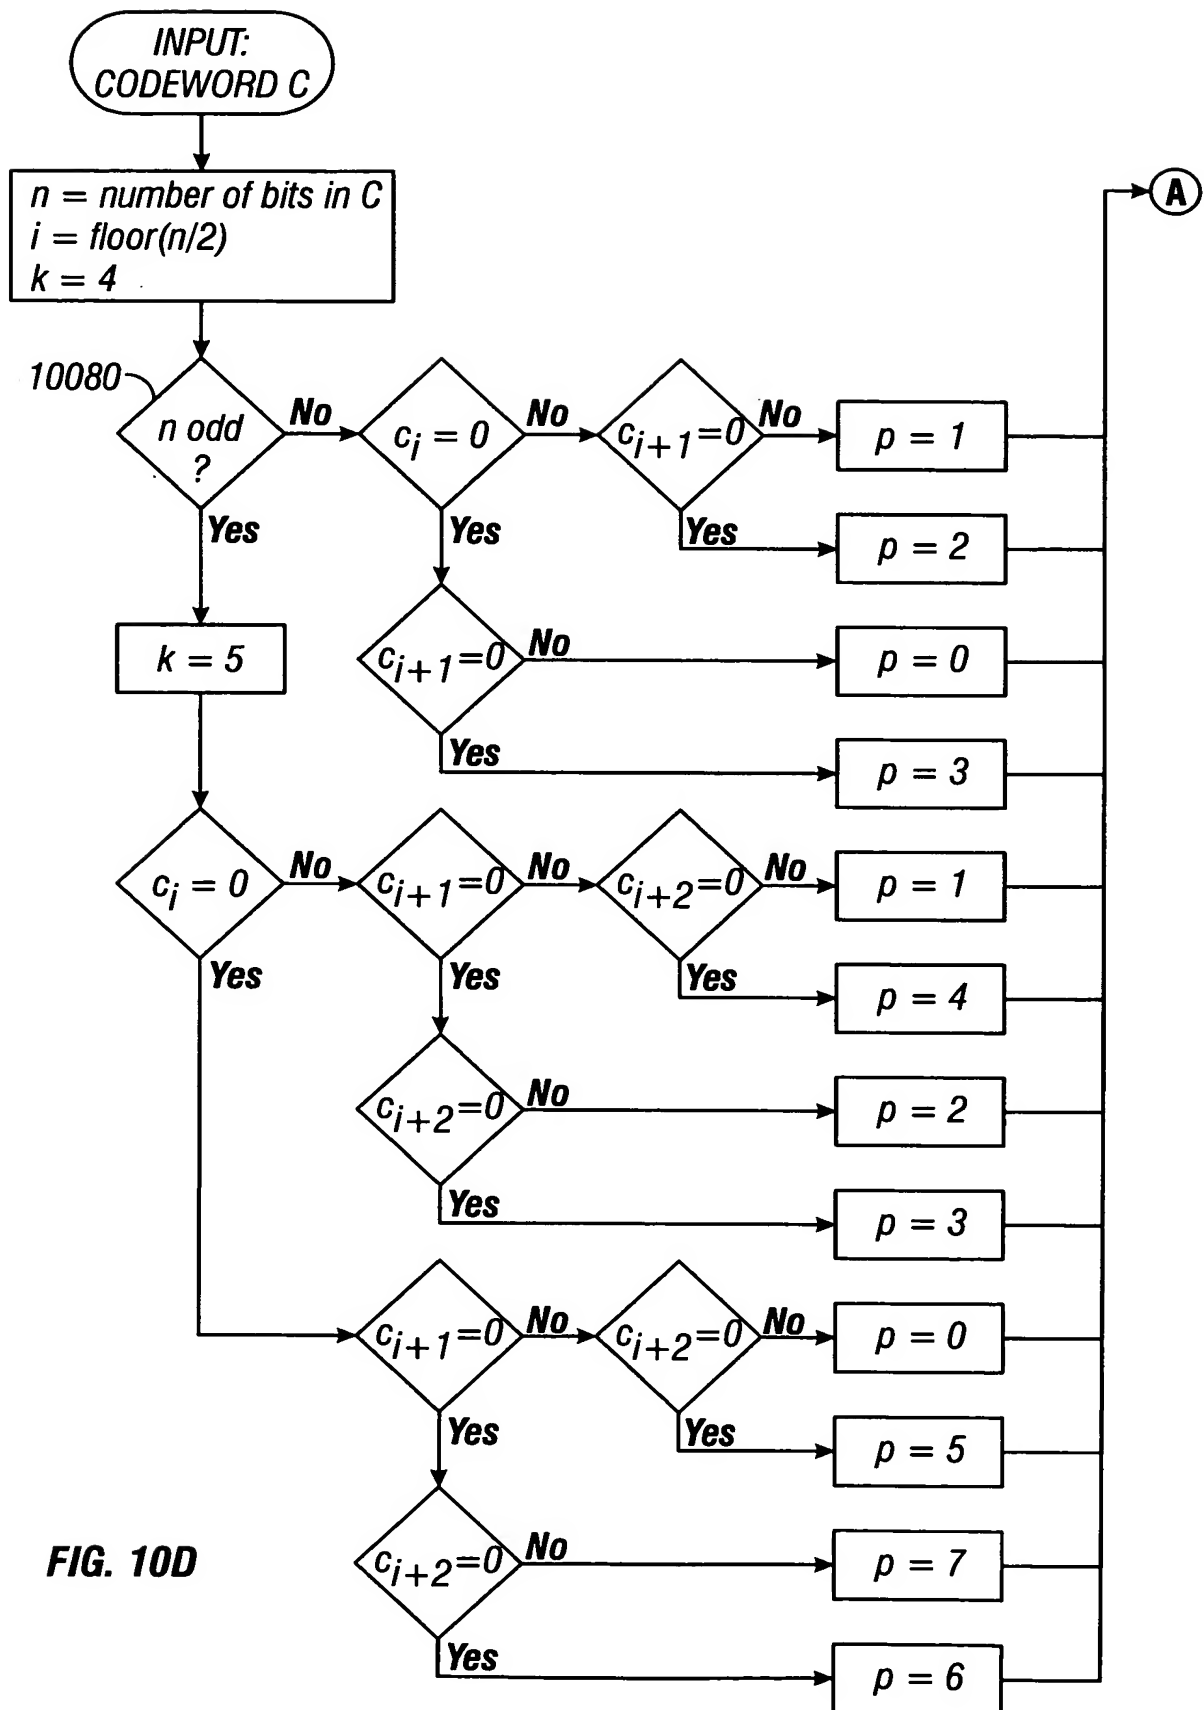 INPUT:
CODEWORD C
n = number of bits in C
i = floor(n/2)
k = 4
A
10080
n odd
?
No
c_i = 0
No
c_{i+1}=0
No
p = 1
Yes
Yes
Yes
p = 2
k = 5
c_{i+1}=0
No
p = 0
Yes
p = 3
c_i = 0
No
c_{i+1}=0
No
c_{i+2}=0
No
p = 1
Yes
Yes
Yes
p = 4
c_{i+2}=0
No
p = 2
Yes
p = 3
c_{i+1}=0
No
c_{i+2}=0
No
p = 0
Yes
Yes
p = 5
FIG. 10D
c_{i+2}=0
No
p = 7
Yes
p = 6